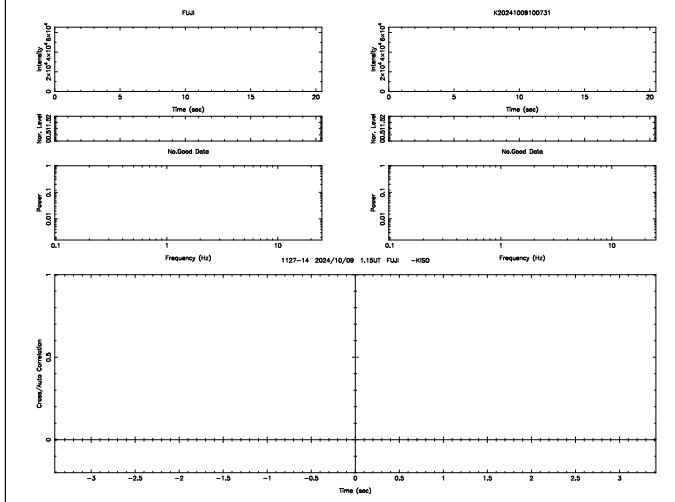 FUJI
K20241009100731
Intensity
0 2×10⁴ 4×10⁴ 6×10⁴
0 5 10 15 20
Time (sec)
Intensity
0 2×10⁴ 4×10⁴ 6×10⁴
0 5 10 15 20
Time (sec)
Nor. Level
00.511.52
Nor. Level
00.511.52
No.Good Data
No.Good Data
Power
0.01 0.1 1
0.1 1 10
Frequency (Hz)
Power
0.01 0.1 1
0.1 1 10
Frequency (Hz)
1127-14 2024/10/09 1.15UT FUJI -KISO
Cross/Auto Correlation
0 0.5 1
-3 -2.5 -2 -1.5 -1 -0.5 0 0.5 1 1.5 2 2.5 3
Time (sec)